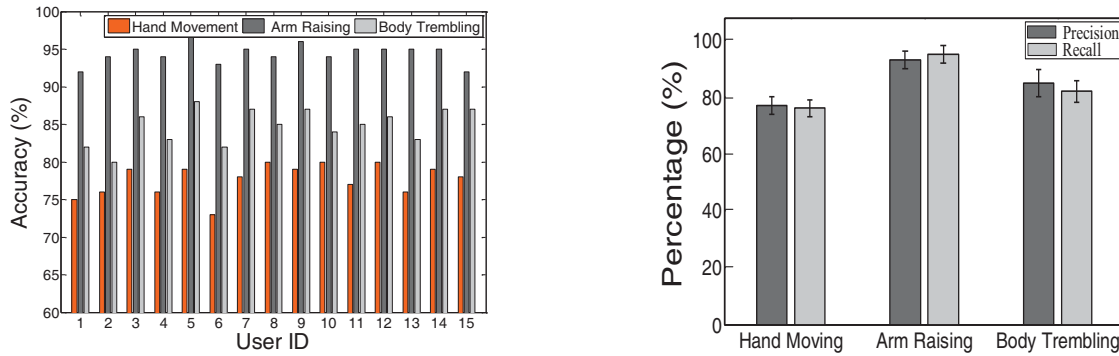 Hand Movement Arm Raising Body Trembling
100
95
90
85
80
75
70
65
60
Accuracy (%)
1 2 3 4 5 6 7 8 9 10 11 12 13 14 15
User ID
Precision
Recall
100
80
60
40
20
0
Percentage (%)
Hand Moving Arm Raising Body Trembling